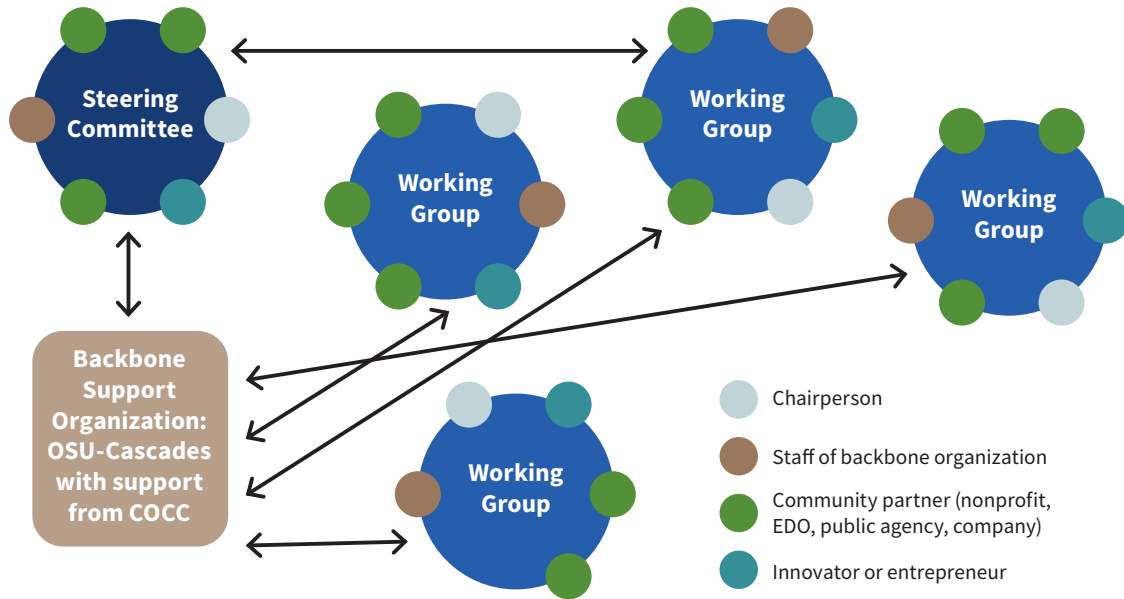 Steering
Committee
Working
Group
Working
Group
Working
Group
Backbone
Support
Organization:
OSU-Cascades
with support
from COCC
Working
Group
Chairperson
Staff of backbone organization
Community partner (nonprofit,
EDO, public agency, company)
Innovator or entrepreneur